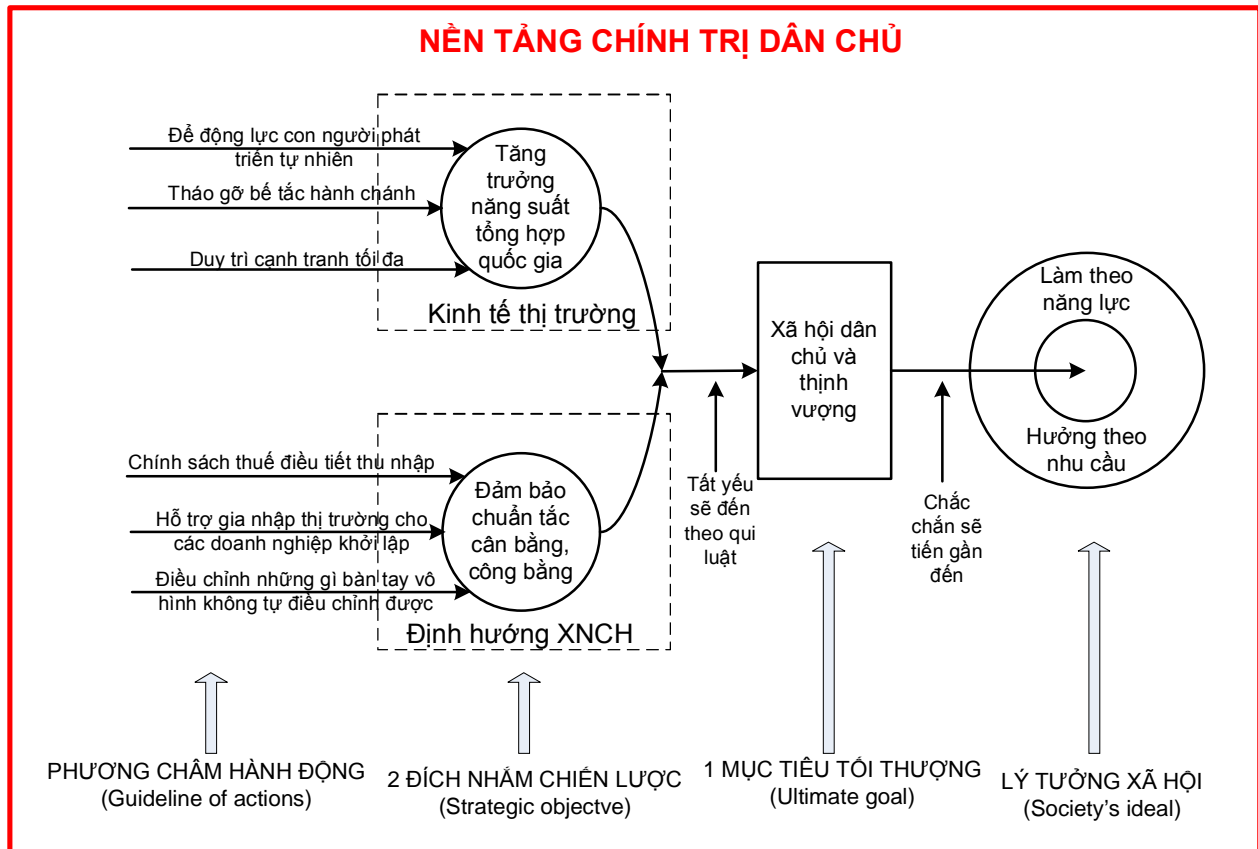 NỀN TẢNG CHÍNH TRỊ DÂN CHỦ
Để động lực con người phát
triển tự nhiên
Tháo gỡ bế tắc hành chánh
Duy trì cạnh tranh tối đa
Tăng
trưởng
năng suất
tổng hợp
quốc gia
Kinh tế thị trường
Chính sách thuế điều tiết thu nhập
Hỗ trợ gia nhập thị trường cho
các doanh nghiệp khởi lập
Điều chỉnh những gì bàn tay vô
hình không tự điều chỉnh được
Đảm bảo
chuẩn tắc
cân bằng,
công bằng
Định hướng XNCH
Tất yếu
sẽ đến
theo qui
luật
Xã hội dân
chủ và
thịnh
vượng
Chắc
chắn sẽ
tiến gần
đến
Làm theo
năng lực
Hưởng theo
nhu cầu
PHƯƠNG CHÂM HÀNH ĐỘNG
(Guideline of actions)
2 ĐÍCH NHẮM CHIẾN LƯỢC
(Strategic objectve)
1 MỤC TIÊU TỐI THƯỢNG
(Ultimate goal)
LÝ TƯỞNG XÃ HỘI
(Society's ideal)